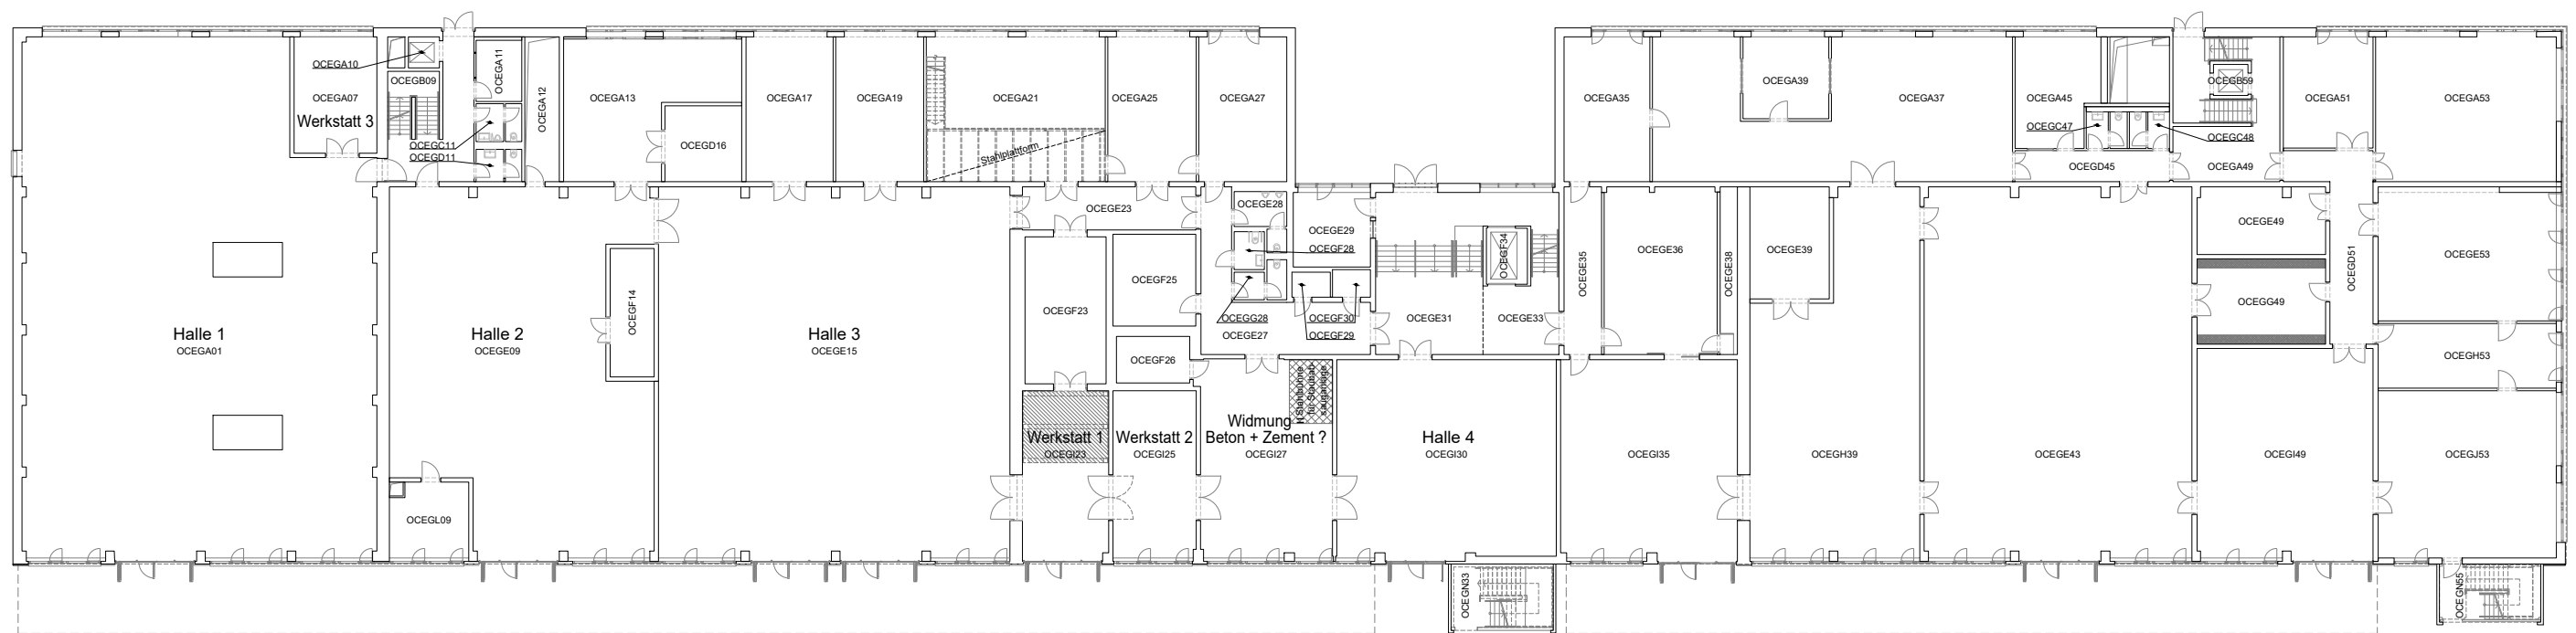 OCEGA10
OCEGB09
OCEGA11
OCEGA07
Werkstatt 3
OCEGC11
OCEGD11
OCEGA12
OCEGA13
OCEGD16
OCEGA17
OCEGA19
OCEGA21
Stahlplattform
OCEGA25
OCEGA27
OCEGA35
OCEGA39
OCEGA37
OCEGA45
OCEGC47
OCEGD45
OCEGB59
OCEGC48
OCEGA49
OCEGA51
OCEGA53
OCEGE23
OCEGE28
OCEGE29
OCEGF28
OCEGF34
OCEGE35
OCEGE36
OCEGE38
OCEGE39
OCEGE49
OCEGD51
OCEGE53
OCEGG49
OCEGF14
OCEGF23
OCEGF25
OCEGF26
OCEGG28
OCEGE27
OCEGF30
OCEGF29
OCEGE31
OCEGE33
OCEGH53
Halle 1
OCEGA01
Halle 2
OCEGE09
Halle 3
OCEGE15
Werkstatt 1
OCEGI23
Werkstatt 2
OCEGI25
Widmung
Beton + Zement ?
OCEGI27
für Staubab-
sauganlage
Halle 4
OCEGI30
OCEGI35
OCEGH39
OCEGE43
OCEGI49
OCEGJ53
OCEGL09
OCEGN33
OCEGN55